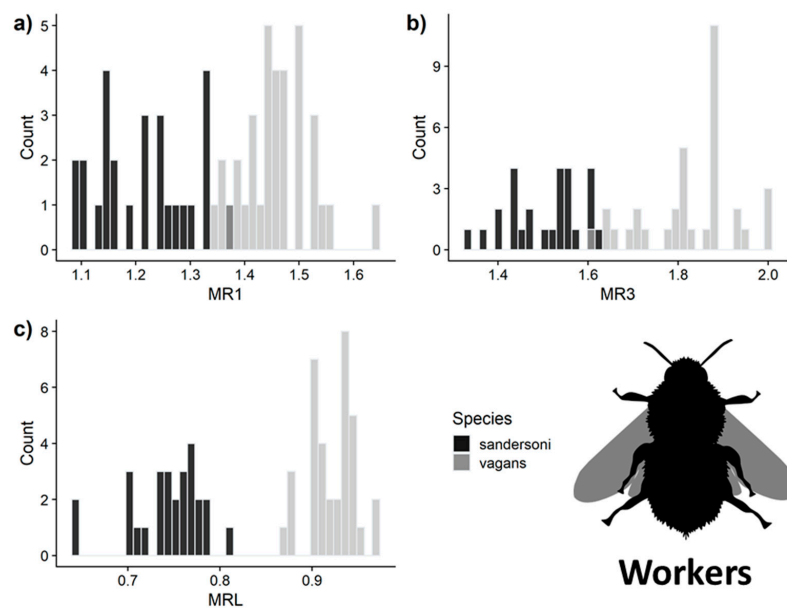 a)
5
4
3
2
1
0
Count
1.1 1.2 1.3 1.4 1.5 1.6
MR1
b)
9
6
3
0
Count
1.4 1.6 1.8 2.0
MR3
c)
8
6
4
2
0
Count
0.7 0.8 0.9
MRL
Species
sandersoni
vagans
Workers